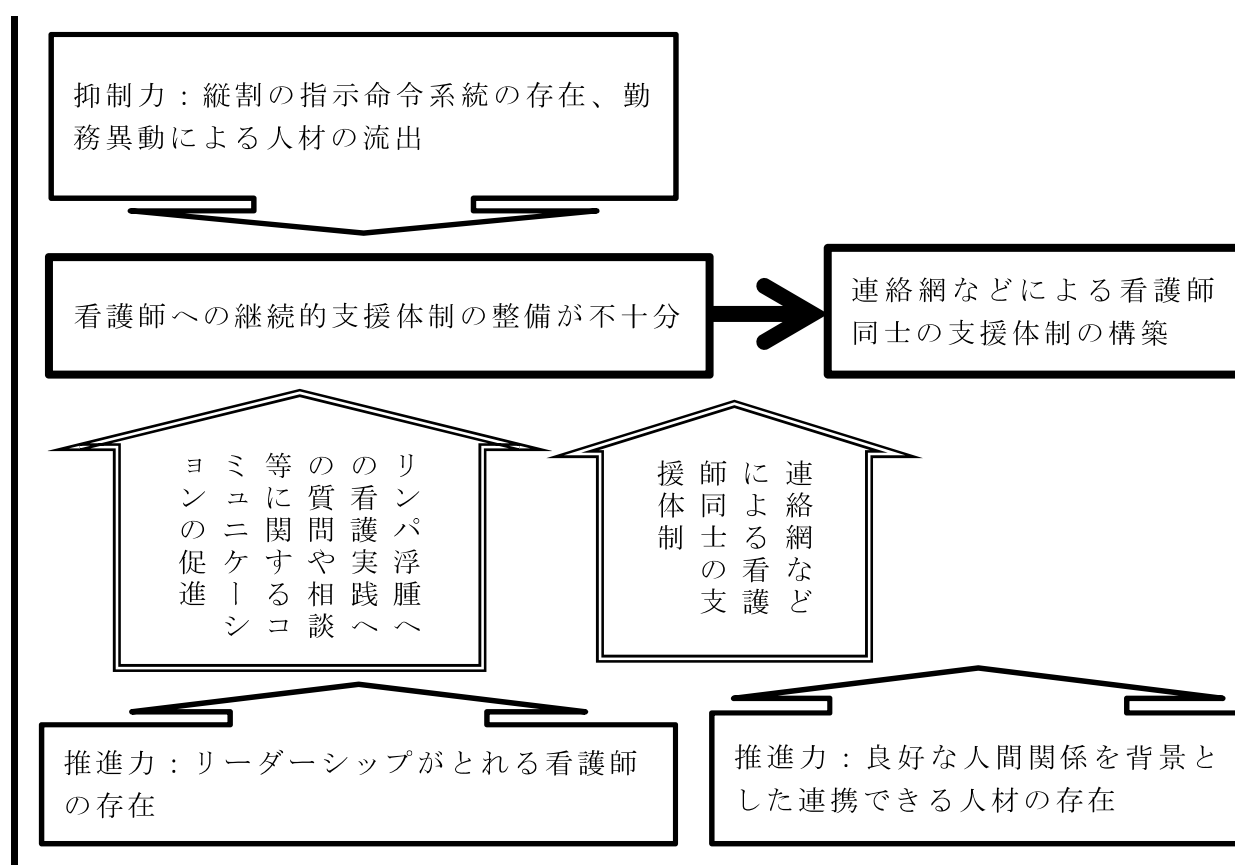 抑制力：縦割の指示命令系統の存在、勤
務異動による人材の流出
看護師への継続的支援体制の整備が不十分
連絡網などによる看護師
同士の支援体制の構築
リンパ浮腫へ
の看護実践へ
の質問や相談
等に関するコ
ミュニケーシ
ョンの促進
連絡網など
による看護
師同士の支
援体制
推進力：リーダーシップがとれる看護師
の存在
推進力：良好な人間関係を背景と
した連携できる人材の存在